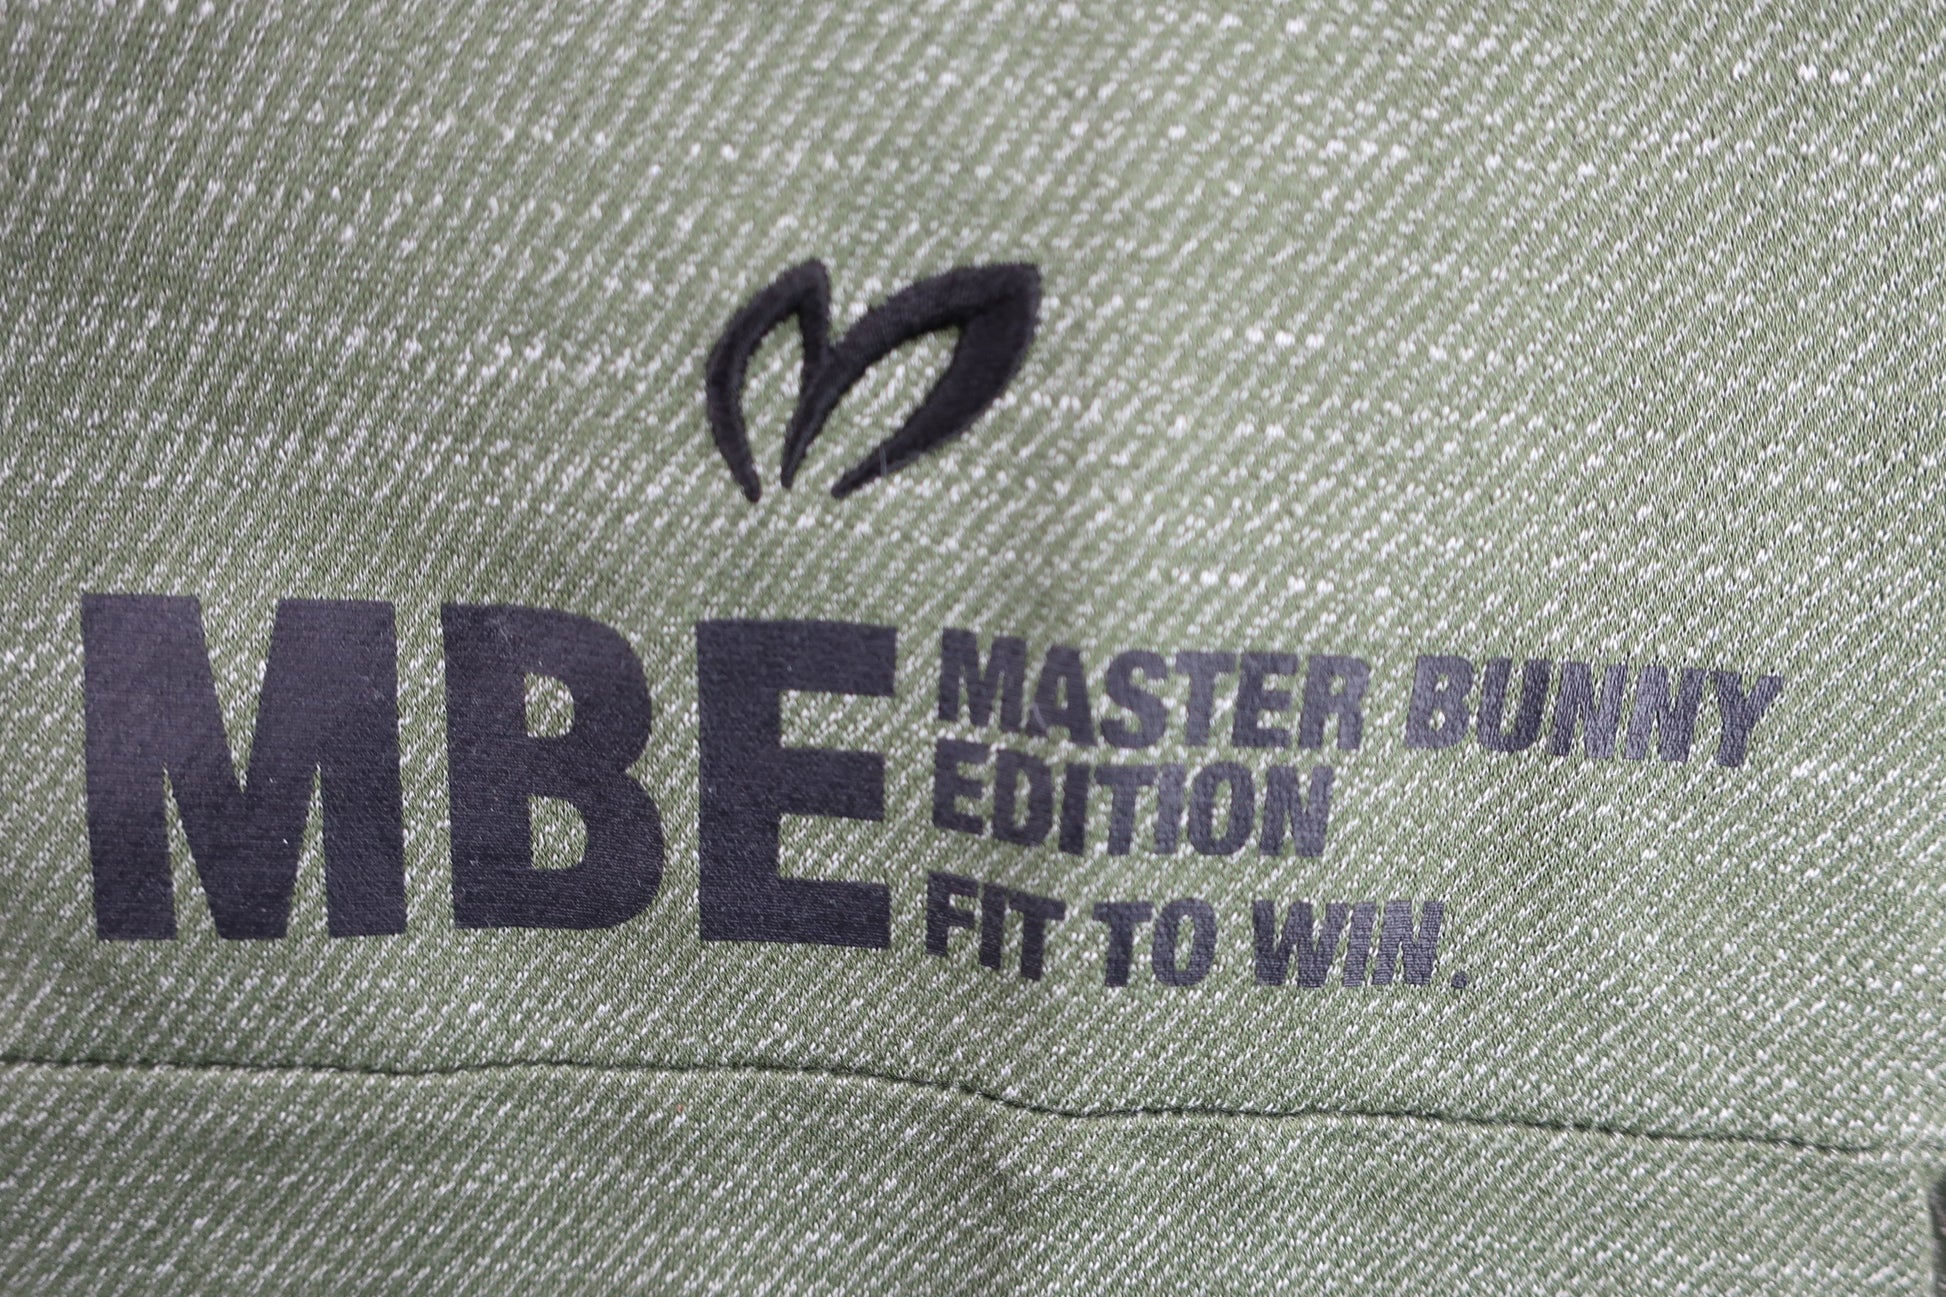 MBE
MASTER BUNNY
EDITION
FIT TO WIN.